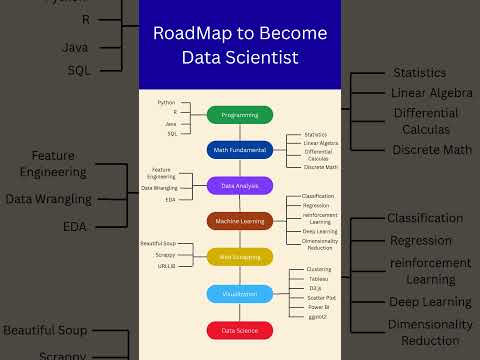 RoadMap to Become
Data Scientist
Python
R
Java
SQL
Programming
Math Fundamental
Statistics
Linear Algebra
Differential
Calculas
Discrete Math
Feature
Engineering
Data Wrangling
EDA
Data Analysis
Machine Learning
Classification
Regression
reinforcement
Learning
Deep Learning
Dimensionality
Reduction
Beautiful Soup
Scrappy
URLLIB
Web Scrapping
Visualization
Clustering
Tableau
D3.js
Scatter Plot
Power BI
ggplot2
Data Science
R
Java
SQL
Feature
Engineering
Data Wrangling
EDA
Beautiful Soup
Scrappy
Statistics
Linear Algebra
Differential
Calculas
Discrete Math
Classification
Regression
reinforcement
Learning
Deep Learning
Dimensionality
Reduction